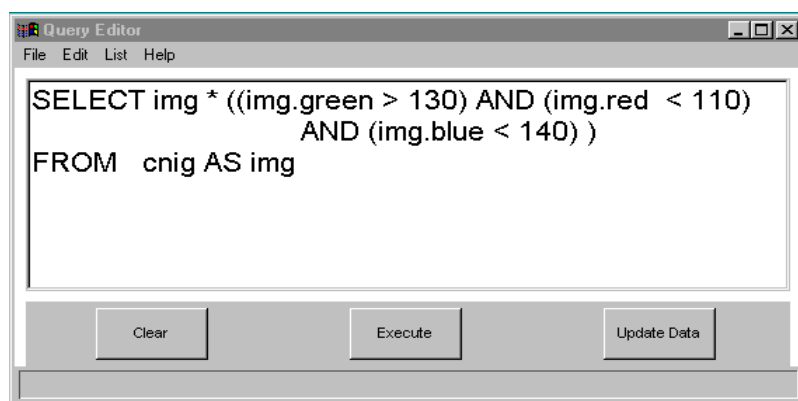 Query Editor
File Edit List Help
SELECT img * ((img.green > 130) AND (img.red < 110)
AND (img.blue < 140) )
FROM cnig AS img
Clear Execute Update Data